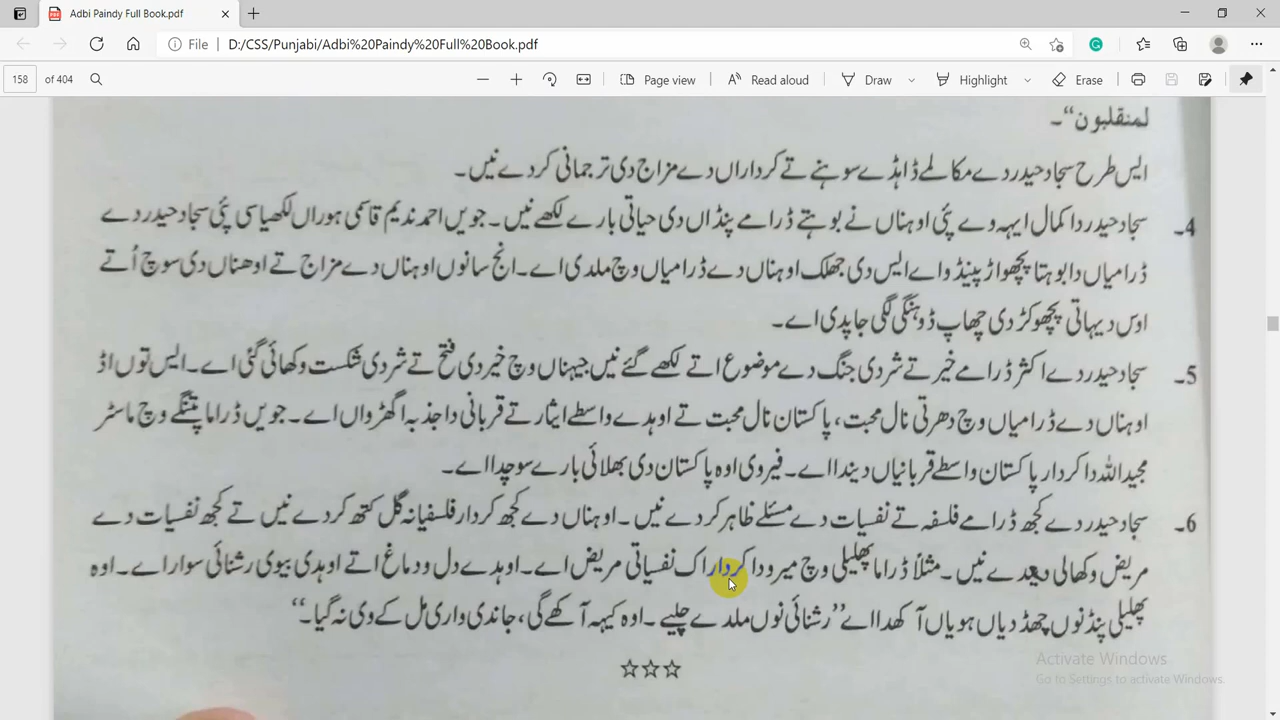 Adbi Paindy Full Book.pdf
File D:/CSS/Punjabi/Adbi%20Paindy%20Full%20Book.pdf
158 of 404 Page view Read aloud Draw Highlight Erase
لمنقلبون“۔
ایس طرح سجاد حیدر دے مکالمے ڈاہڈے سوہنے تے کرداراں دے مزاج دی ترجمانی کردے نیں۔
4۔ سجاد حیدر دا کمال ایہہ وے پئی اوہناں نے بوہتے ڈرامے پنڈاں دی حیاتی بارے لکھے نیں۔ جویں احمد ندیم قاسمی ہوراں لکھیا سی پئی سجاد حیدر دے
ڈرامیاں دا بوہتا پچھواڑ پینڈو اے ایس دی جھلک اوہناں دے ڈرامیاں وچ ملدی اے۔ انج سانوں اوہناں دے مزاج تے اوھناں دی سوچ اُتے
اوس دیہاتی پچھوکڑ دی چھاپ ڈوہنگی لگی جاپدی اے۔
5۔ سجاد حیدر دے اکثر ڈرامے خیر تے شر دی جنگ دے موضوع اتے لکھے گئے نیں جیہناں وچ خیر دی فتح تے شر دی شکست وکھائی گئی اے۔ ایس توں اڈ
اوہناں دے ڈرامیاں وچ دھرتی نال محبت، پاکستان نال محبت تے اوہدے واسطے ایثار تے قربانی دا جذبہ اگھڑواں اے۔ جویں ڈراما پتنگے وچ ماسٹر
مجید اللہ دا کردار پاکستان واسطے قربانیاں دیندا اے۔ فیر وی اوہ پاکستان دی بھلائی بارے سوچدا اے۔
6۔ سجاد حیدر دے کجھ ڈرامے فلسفہ تے نفسیات دے مسئلے ظاہر کردے نیں۔ اوہناں دے کجھ کردار فلسفیانہ گل کتھ کردے نیں تے کجھ نفسیات دے
مریض وکھالی دیندے نیں۔ مثلاً ڈراما پھلیلی وچ میرو دا کردار اک نفسیاتی مریض اے۔ اوہدے دل ودماغ اتے اوہدی بیوی رشنائی سوار اے۔ اوہ
پھلیلی پنڈ نوں چھڈ دیاں ہویاں آکھدا اے ”رشنائی نوں ملدے چلیے۔ اوہ کیہہ آکھے گی، جاندی واری مل کے وی نہ گیا۔“
Activate Windows
Go to Settings to activate Windows.